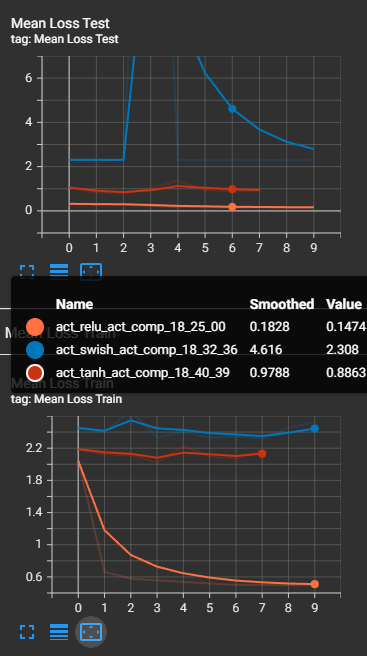 Mean Loss Test
tag: Mean Loss Test
6
4
2
0
0 1 2 3 4 5 6 7 8 9
Name Smoothed Value
act_relu_act_comp_18_25_00 0.1828 0.1474
act_swish_act_comp_18_32_36 4.616 2.308
act_tanh_act_comp_18_40_39 0.9788 0.8863
Mean Loss Train
Mean Loss Train
tag: Mean Loss Train
2.2
1.8
1.4
1
0.6
0 1 2 3 4 5 6 7 8 9